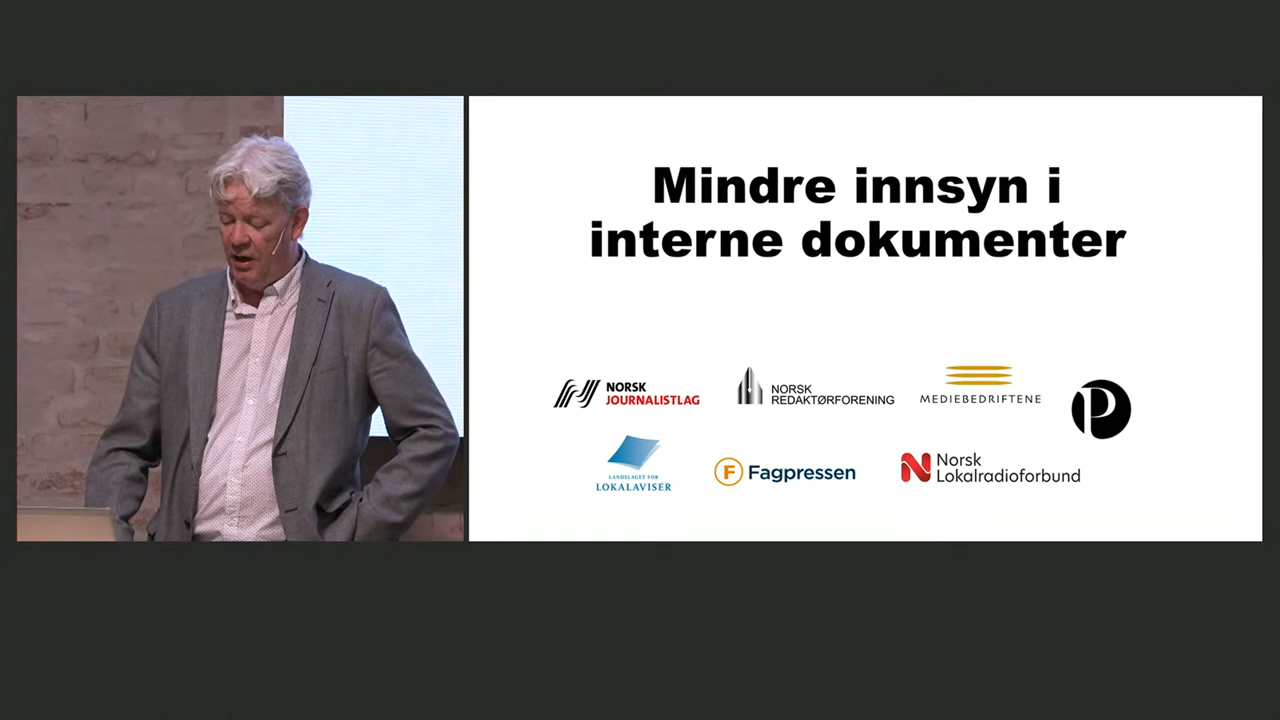 Mindre innsyn i
interne dokumenter
NORSK
JOURNALISTLAG
NORSK
REDAKTØRFORENING
MEDIEBEDRIFTENE
P
LANDSLAGET FOR
LOKALAVISER
F Fagpressen
N Norsk
Lokalradioforbund